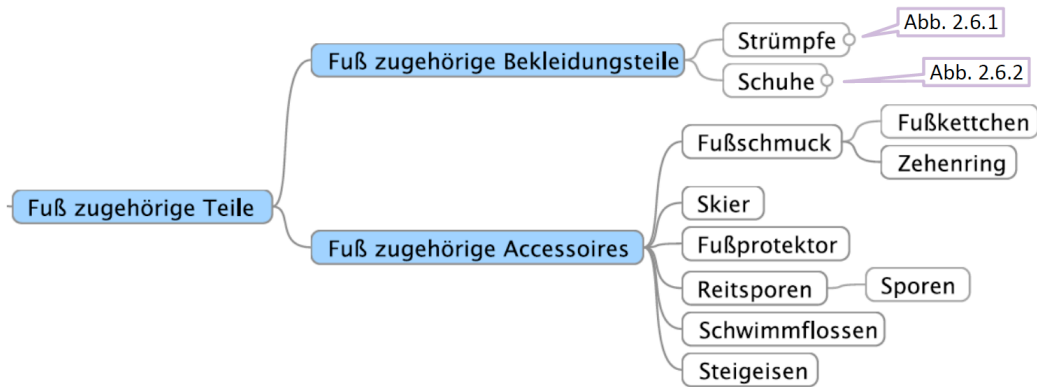 Abb. 2.6.1
Strümpfe
Fuß zugehörige Bekleidungsteile
Schuhe
Abb. 2.6.2
Fußkettchen
Fußschmuck
Zehenring
Fuß zugehörige Teile
Skier
Fuß zugehörige Accessoires
Fußprotektor
Reitsporen
Sporen
Schwimmflossen
Steigeisen